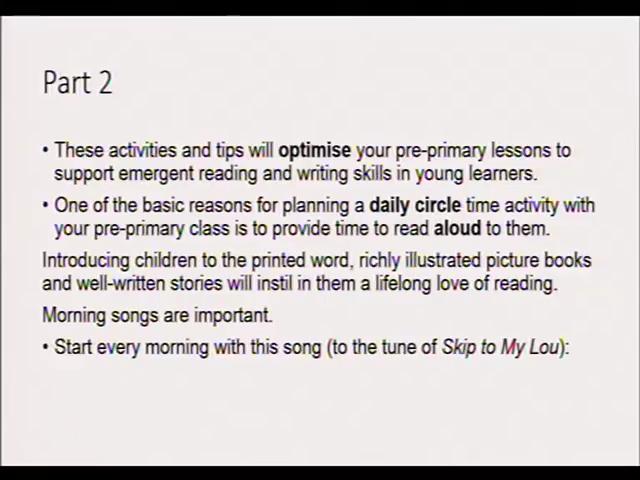 Part 2
• These activities and tips will optimise your pre-primary lessons to
support emergent reading and writing skills in young learners.
• One of the basic reasons for planning a daily circle time activity with
your pre-primary class is to provide time to read aloud to them.
Introducing children to the printed word, richly illustrated picture books
and well-written stories will instil in them a lifelong love of reading.
Morning songs are important.
• Start every morning with this song (to the tune of Skip to My Lou):